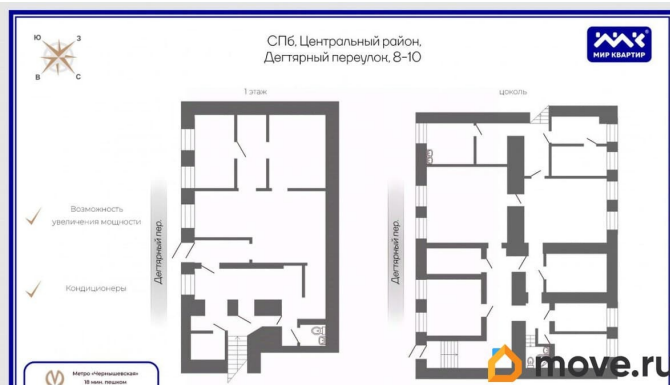 СПб, Центральный район,
Дегтярный переулок, 8-10
МИР КВАРТИР
Ю
З
В
С
1 этаж
цоколь
Возможность
увеличения мощности
Кондиционеры
Дегтярный пер.
Дегтярный пер.
Метро «Чернышевская»
18 мин. пешком
move.ru